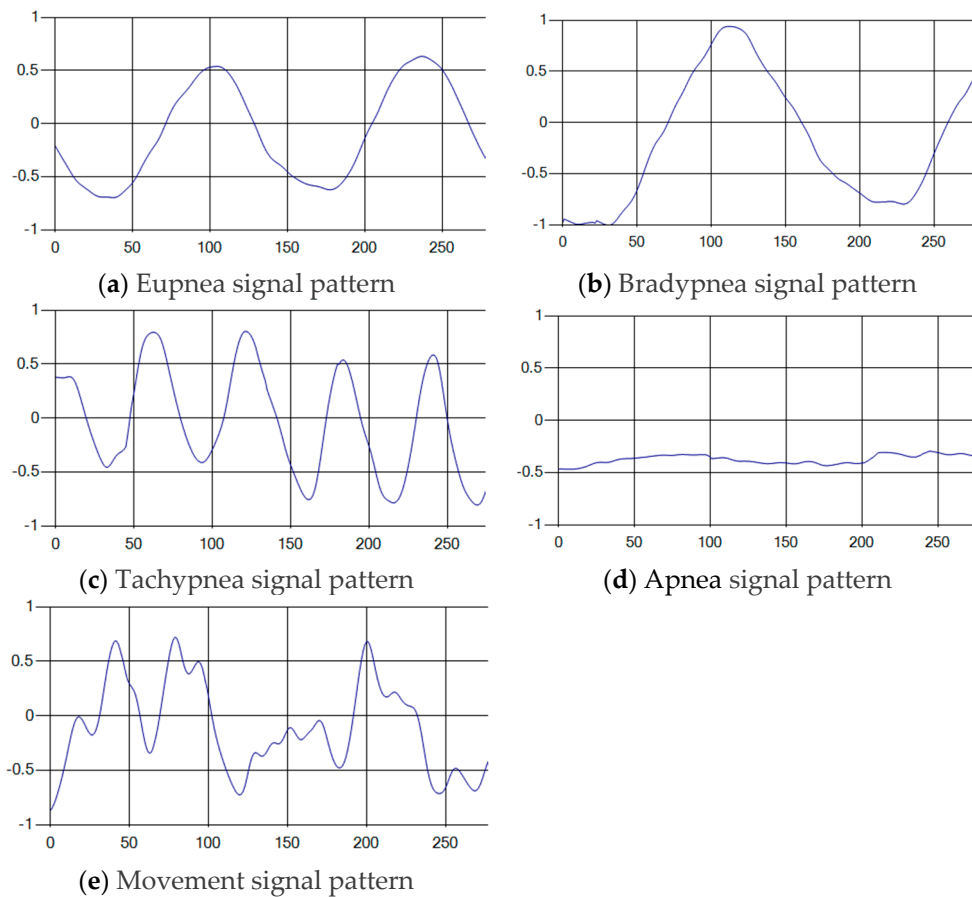 1
0.5
0
-0.5
-1
0 50 100 150 200 250
(a) Eupnea signal pattern
1
0.5
0
-0.5
-1
0 50 100 150 200 250
(b) Bradypnea signal pattern
1
0.5
0
-0.5
-1
0 50 100 150 200 250
(c) Tachypnea signal pattern
1
0.5
0
-0.5
-1
0 50 100 150 200 250
(d) Apnea signal pattern
1
0.5
0
-0.5
-1
0 50 100 150 200 250
(e) Movement signal pattern